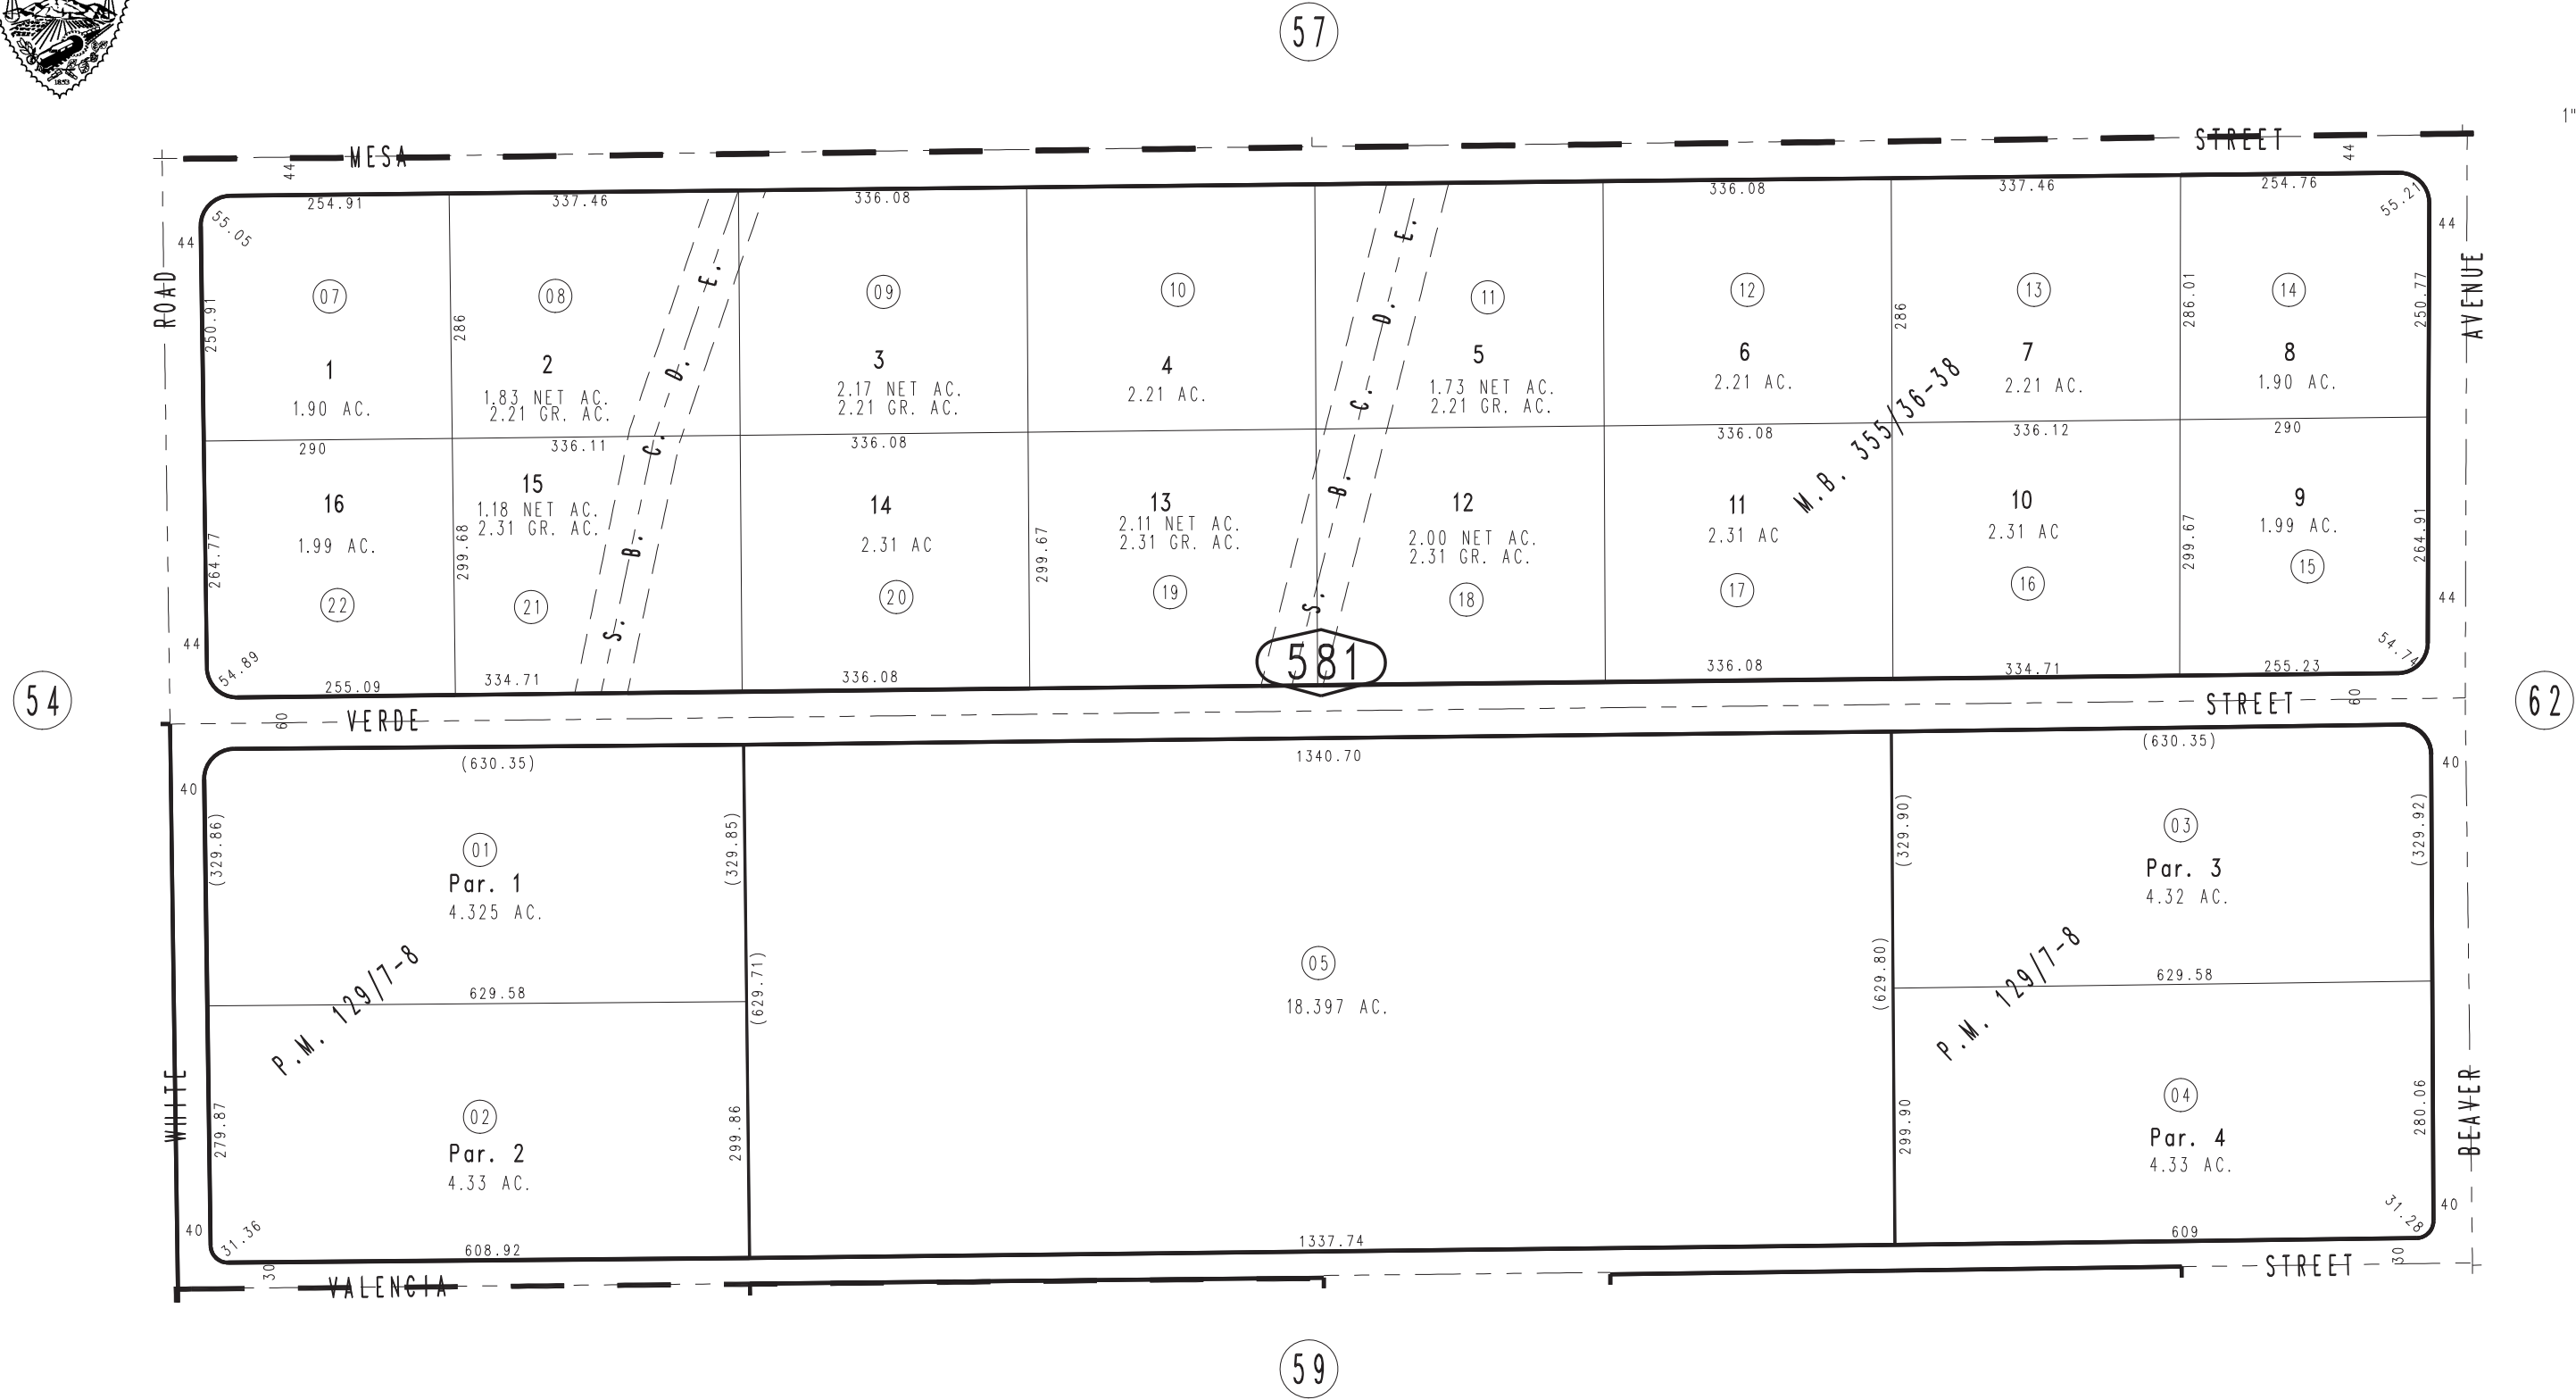 1853
57
1"
MESA STREET
44 44
254.91 337.46 336.08 336.08 337.46 254.76
55.05 55.21
44 44
ROAD AVENUE
07 08 09 10 11 12 13 14
250.91 286 286 286.01 250.77
S. B. C. D. E.
S. B. C. D. E.
1
1.90 AC.
2
1.83 NET AC.
2.21 GR. AC.
3
2.17 NET AC.
2.21 GR. AC.
4
2.21 AC.
5
1.73 NET AC.
2.21 GR. AC.
6
2.21 AC.
7
2.21 AC.
8
1.90 AC.
M.B. 355/36-38
290 336.11 336.08 336.08 336.12 290
16
1.99 AC.
22
15
1.18 NET AC.
2.31 GR. AC.
21
14
2.31 AC
20
13
2.11 NET AC.
2.31 GR. AC.
19
12
2.00 NET AC.
2.31 GR. AC.
18
11
2.31 AC
17
10
2.31 AC
16
9
1.99 AC.
15
264.77 299.68 299.67 299.67 264.91
44 44
54.89 54.74
255.09 334.71 336.08 336.08 334.71 255.23
581
54 62
60 VERDE STREET 60
(630.35) 1340.70 (630.35)
40 40
(329.86) (329.85) (329.90) (329.92)
01
Par. 1
4.325 AC.
03
Par. 3
4.32 AC.
P.M. 129/7-8
P.M. 129/7-8
629.58 629.58
(629.71) (629.80)
05
18.397 AC.
WHITE BEAVER
279.87 299.86 299.90 280.06
02
Par. 2
4.33 AC.
04
Par. 4
4.33 AC.
40 40
31.36 31.28
608.92 1337.74 609
30 30
VALENCIA STREET
59